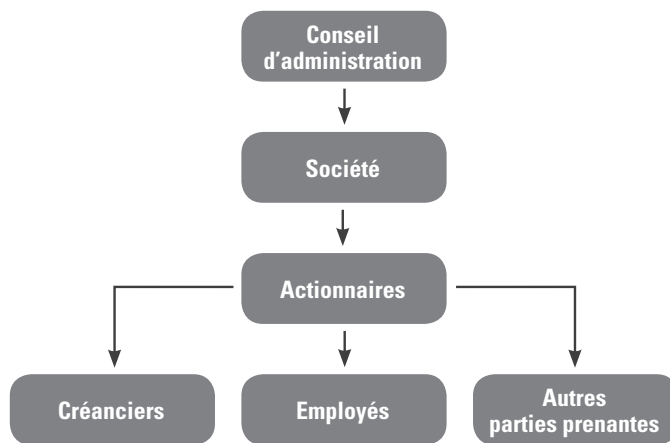 Conseil
d'administration
Société
Actionnaires
Créanciers
Employés
Autres
parties prenantes